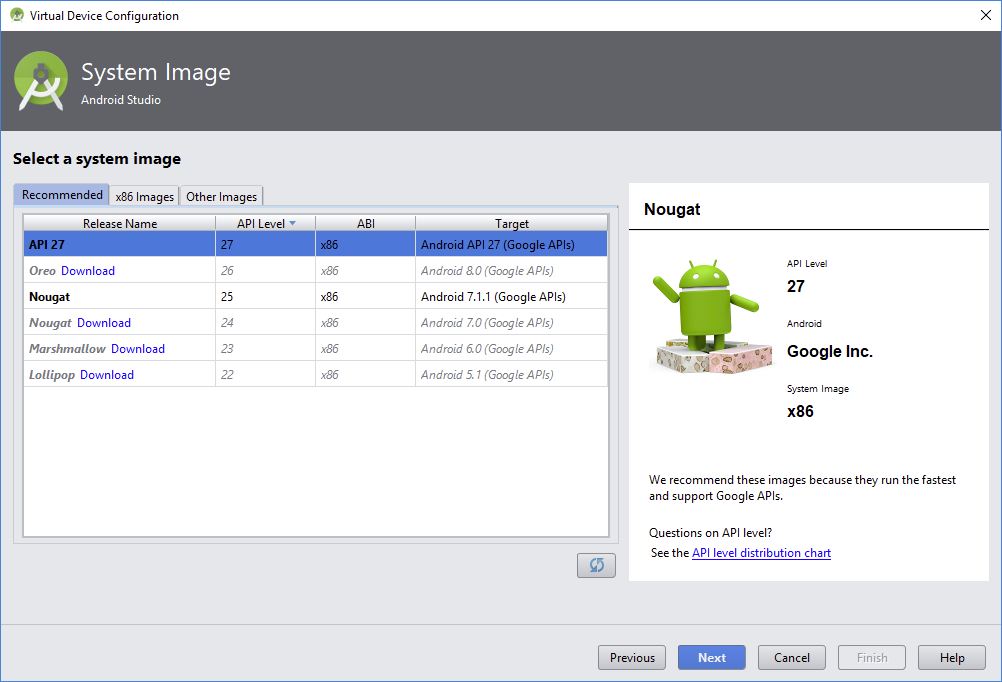 Virtual Device Configuration
System Image
Android Studio
Select a system image
Recommended x86 Images Other Images
Release Name API Level ABI Target
API 27 27 x86 Android API 27 (Google APIs)
Oreo Download 26 x86 Android 8.0 (Google APIs)
Nougat 25 x86 Android 7.1.1 (Google APIs)
Nougat Download 24 x86 Android 7.0 (Google APIs)
Marshmallow Download 23 x86 Android 6.0 (Google APIs)
Lollipop Download 22 x86 Android 5.1 (Google APIs)
Nougat
API Level
27
Android
Google Inc.
System Image
x86
We recommend these images because they run the fastest
and support Google APIs.
Questions on API level?
See the API level distribution chart
Previous Next Cancel Finish Help